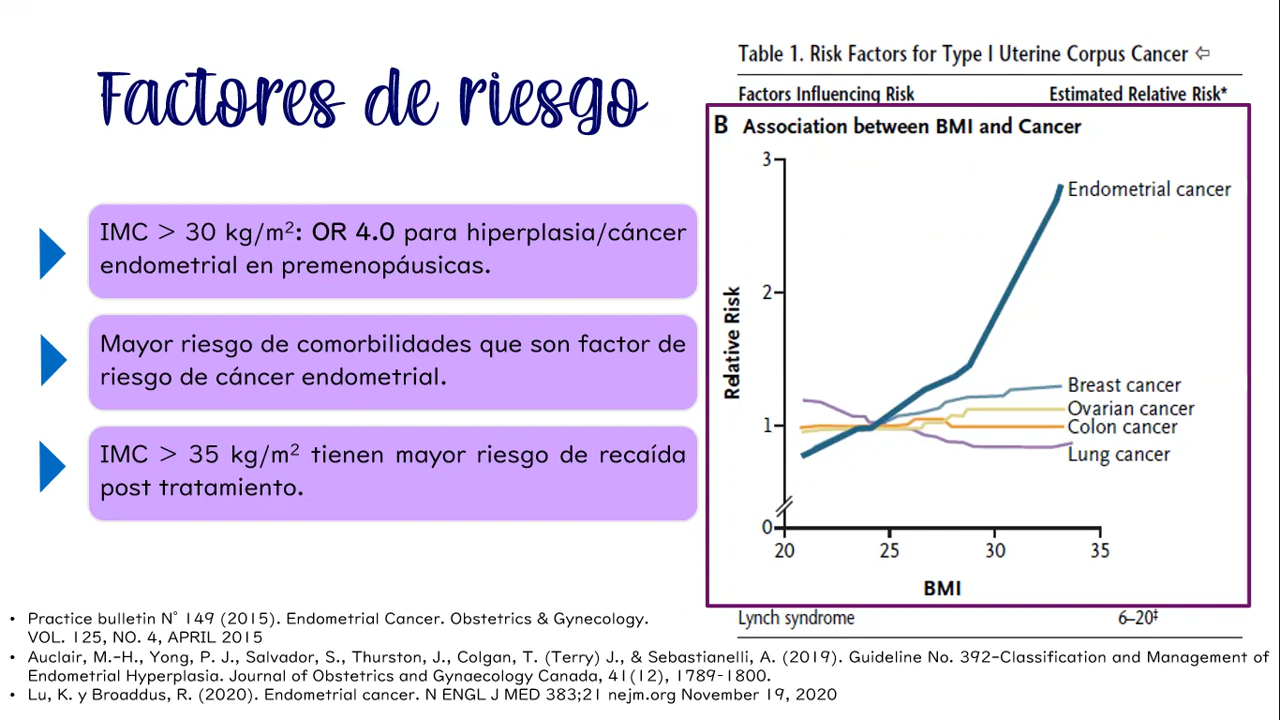 Factores de riesgo
IMC > 30 kg/m²: OR 4.0 para hiperplasia/cáncer
endometrial en premenopáusicas.
Mayor riesgo de comorbilidades que son factor de
riesgo de cáncer endometrial.
IMC > 35 kg/m² tienen mayor riesgo de recaída
post tratamiento.
Table 1. Risk Factors for Type I Uterine Corpus Cancer ⇦
Factors Influencing Risk Estimated Relative Risk*
B Association between BMI and Cancer
3
2
1
0
Relative Risk
Endometrial cancer
Breast cancer
Ovarian cancer
Colon cancer
Lung cancer
20 25 30 35
BMI
Lynch syndrome 6–20‡
• Practice bulletin N° 149 (2015). Endometrial Cancer. Obstetrics & Gynecology.
VOL. 125, NO. 4, APRIL 2015
• Auclair, M.-H., Yong, P. J., Salvador, S., Thurston, J., Colgan, T. (Terry) J., & Sebastianelli, A. (2019). Guideline No. 392-Classification and Management of
Endometrial Hyperplasia. Journal of Obstetrics and Gynaecology Canada, 41(12), 1789-1800.
• Lu, K. y Broaddus, R. (2020). Endometrial cancer. N ENGL J MED 383;21 nejm.org November 19, 2020